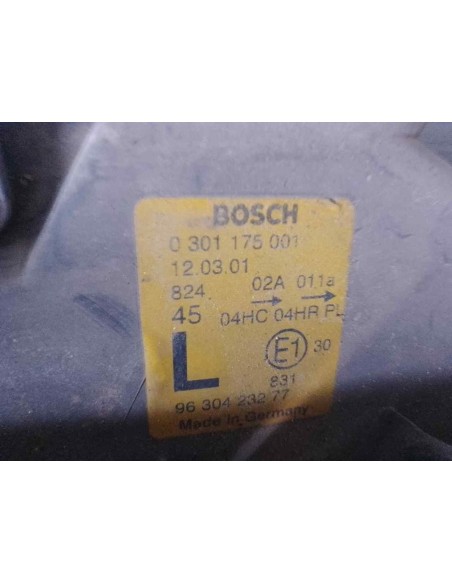 BOSCH
0 301 175 001
12.03.01
824 02A 011a
45 → → 04HC 04HR PL
L E1 30
831
96 304 232 77
Made in Germany